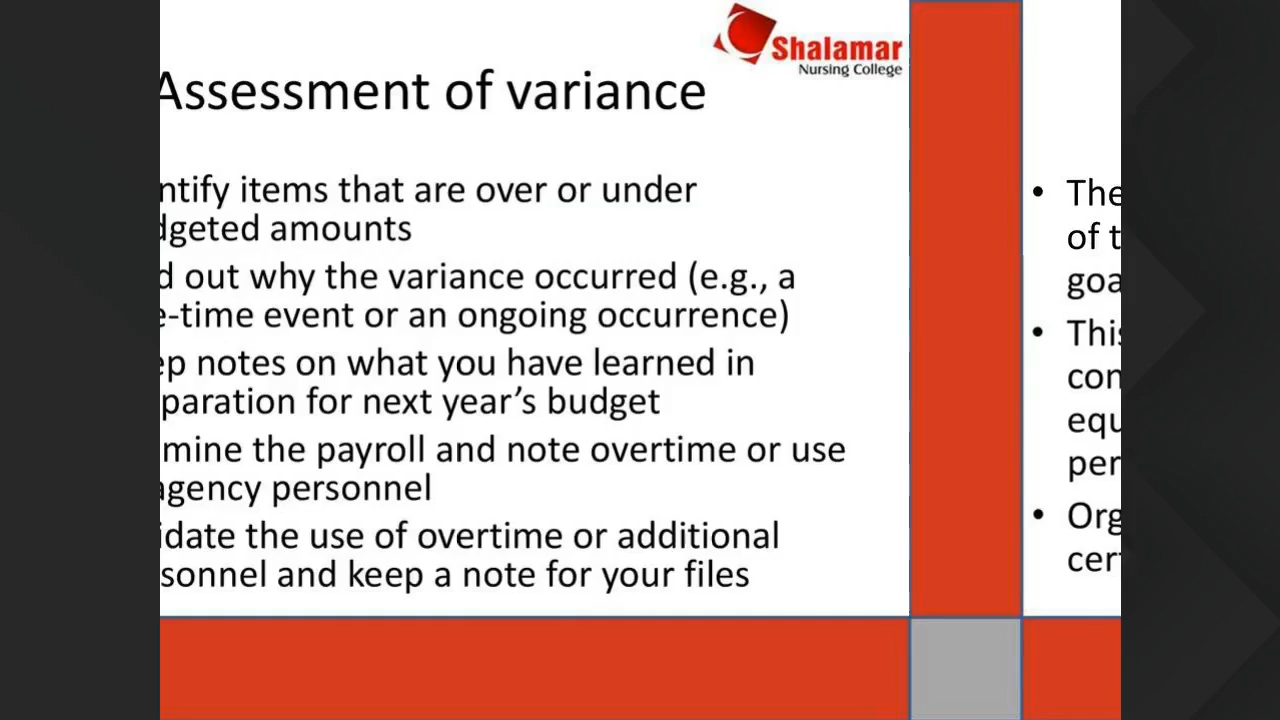 Shalamar
Nursing College
Assessment of variance
ntify items that are over or under
dgeted amounts
d out why the variance occurred (e.g., a
e-time event or an ongoing occurrence)
ep notes on what you have learned in
paration for next year’s budget
mine the payroll and note overtime or use
agency personnel
idate the use of overtime or additional
sonnel and keep a note for your files
• The
of t
goa
• This
con
equ
per
• Org
cert